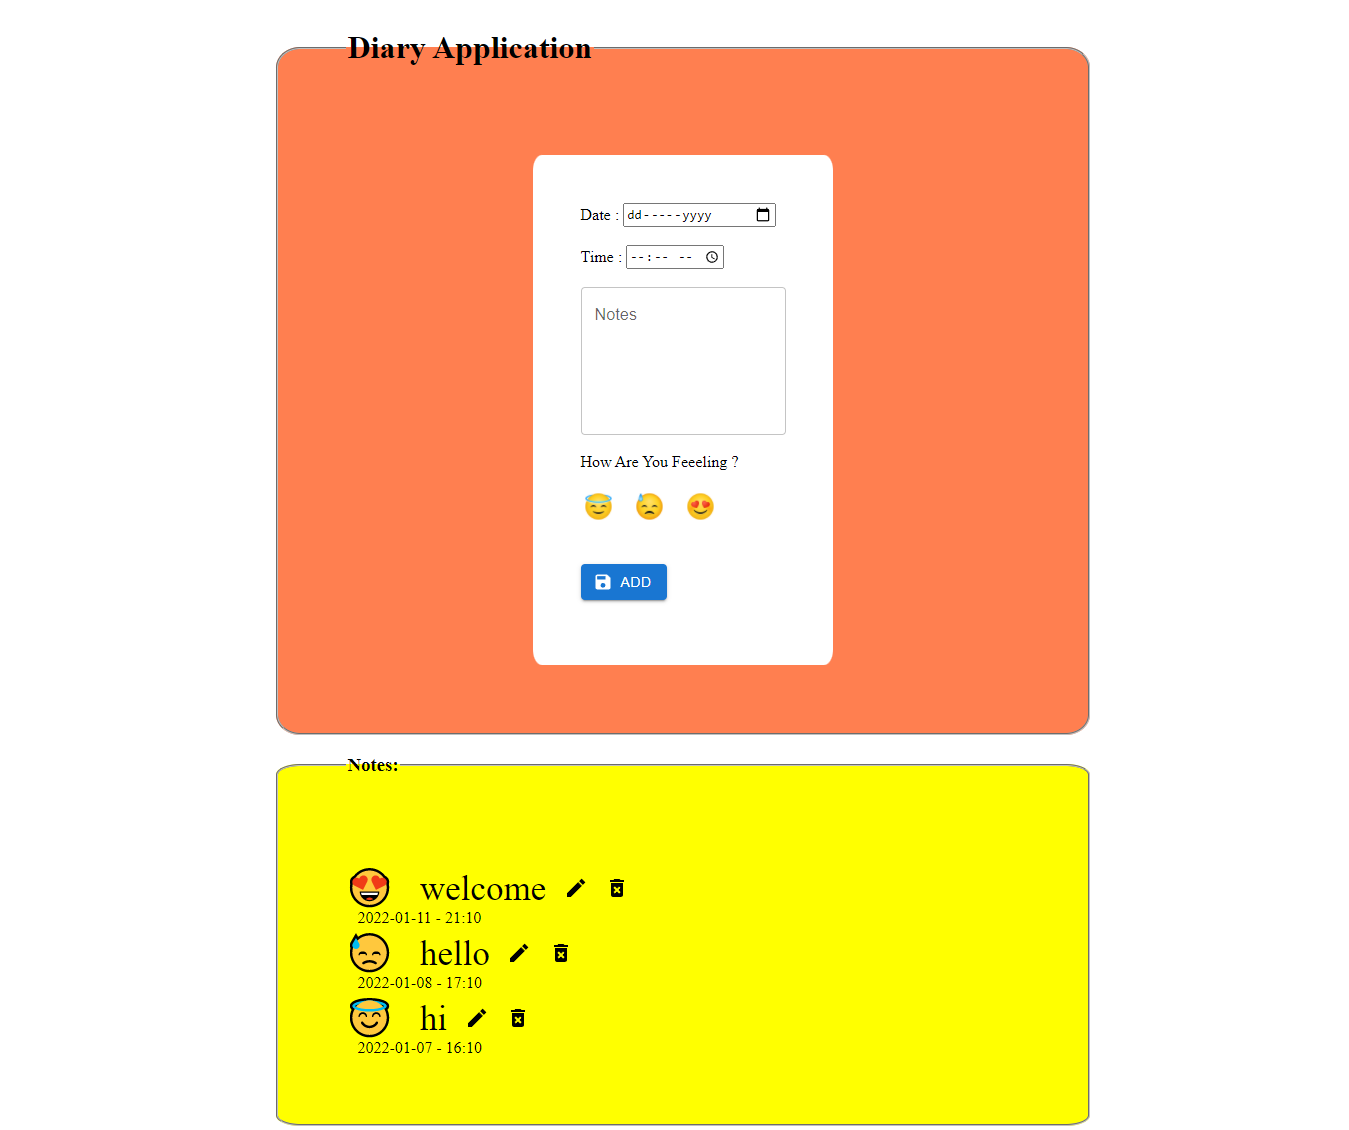 Diary Application
Date : dd-----yyyy
Time : --:-- --
Notes
How Are You Feeeling ?
ADD
Notes:
welcome
2022-01-11 - 21:10
hello
2022-01-08 - 17:10
hi
2022-01-07 - 16:10